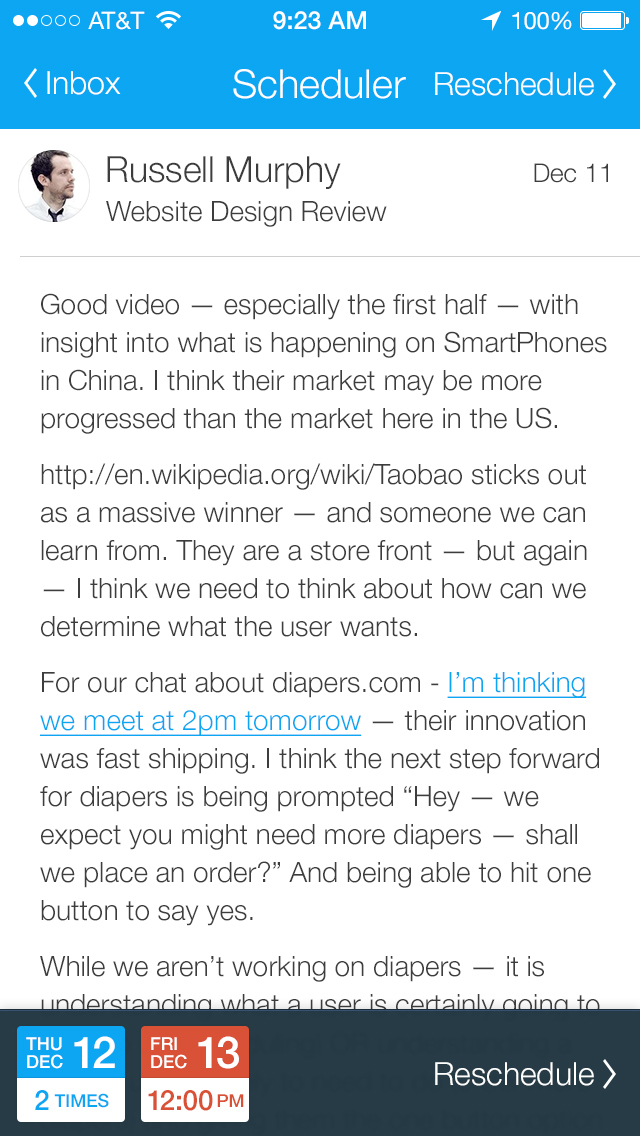 AT&T 9:23 AM 100%
Inbox Scheduler Reschedule
Russell Murphy Dec 11
Website Design Review
Good video — especially the first half — with
insight into what is happening on SmartPhones
in China. I think their market may be more
progressed than the market here in the US.
http://en.wikipedia.org/wiki/Taobao sticks out
as a massive winner — and someone we can
learn from. They are a store front — but again
— I think we need to think about how can we
determine what the user wants.
For our chat about diapers.com - I’m thinking
we meet at 2pm tomorrow — their innovation
was fast shipping. I think the next step forward
for diapers is being prompted “Hey — we
expect you might need more diapers — shall
we place an order?” And being able to hit one
button to say yes.
While we aren’t working on diapers — it is
understanding what a user is certainly going to
THU DEC 12 FRI DEC 13
2 TIMES 12:00 PM Reschedule